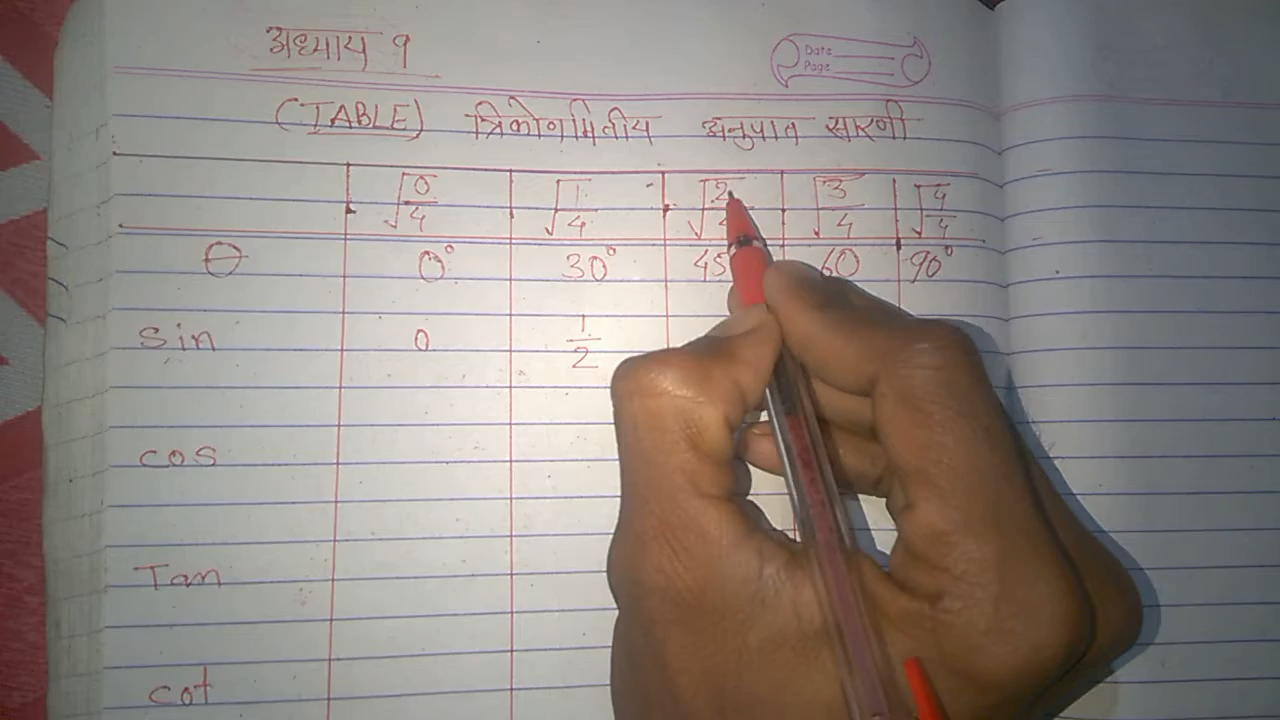 अध्याय 9
Date
Page
(TABLE) त्रिकोणमितीय अनुपात सारणी
√0/4 √1/4 √2/4 √3/4 √4/4
θ 0° 30° 45 60 90°
Sin 0 1/2
cos
Tan
cot